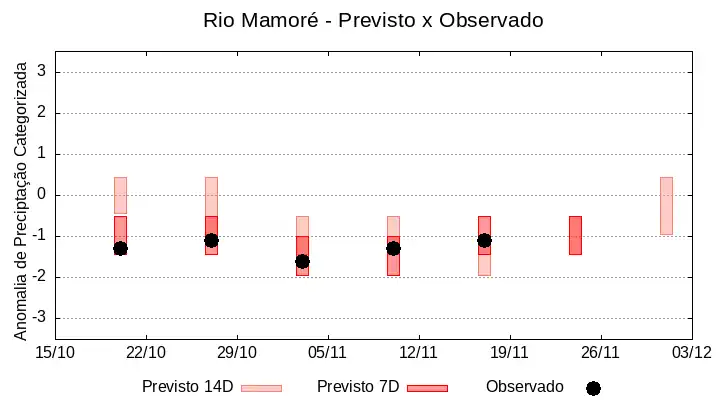 Rio Mamoré - Previsto x Observado
Anomalia de Preciptação Categorizada
3
2
1
0
-1
-2
-3
15/10 22/10 29/10 05/11 12/11 19/11 26/11 03/12
Previsto 14D Previsto 7D Observado